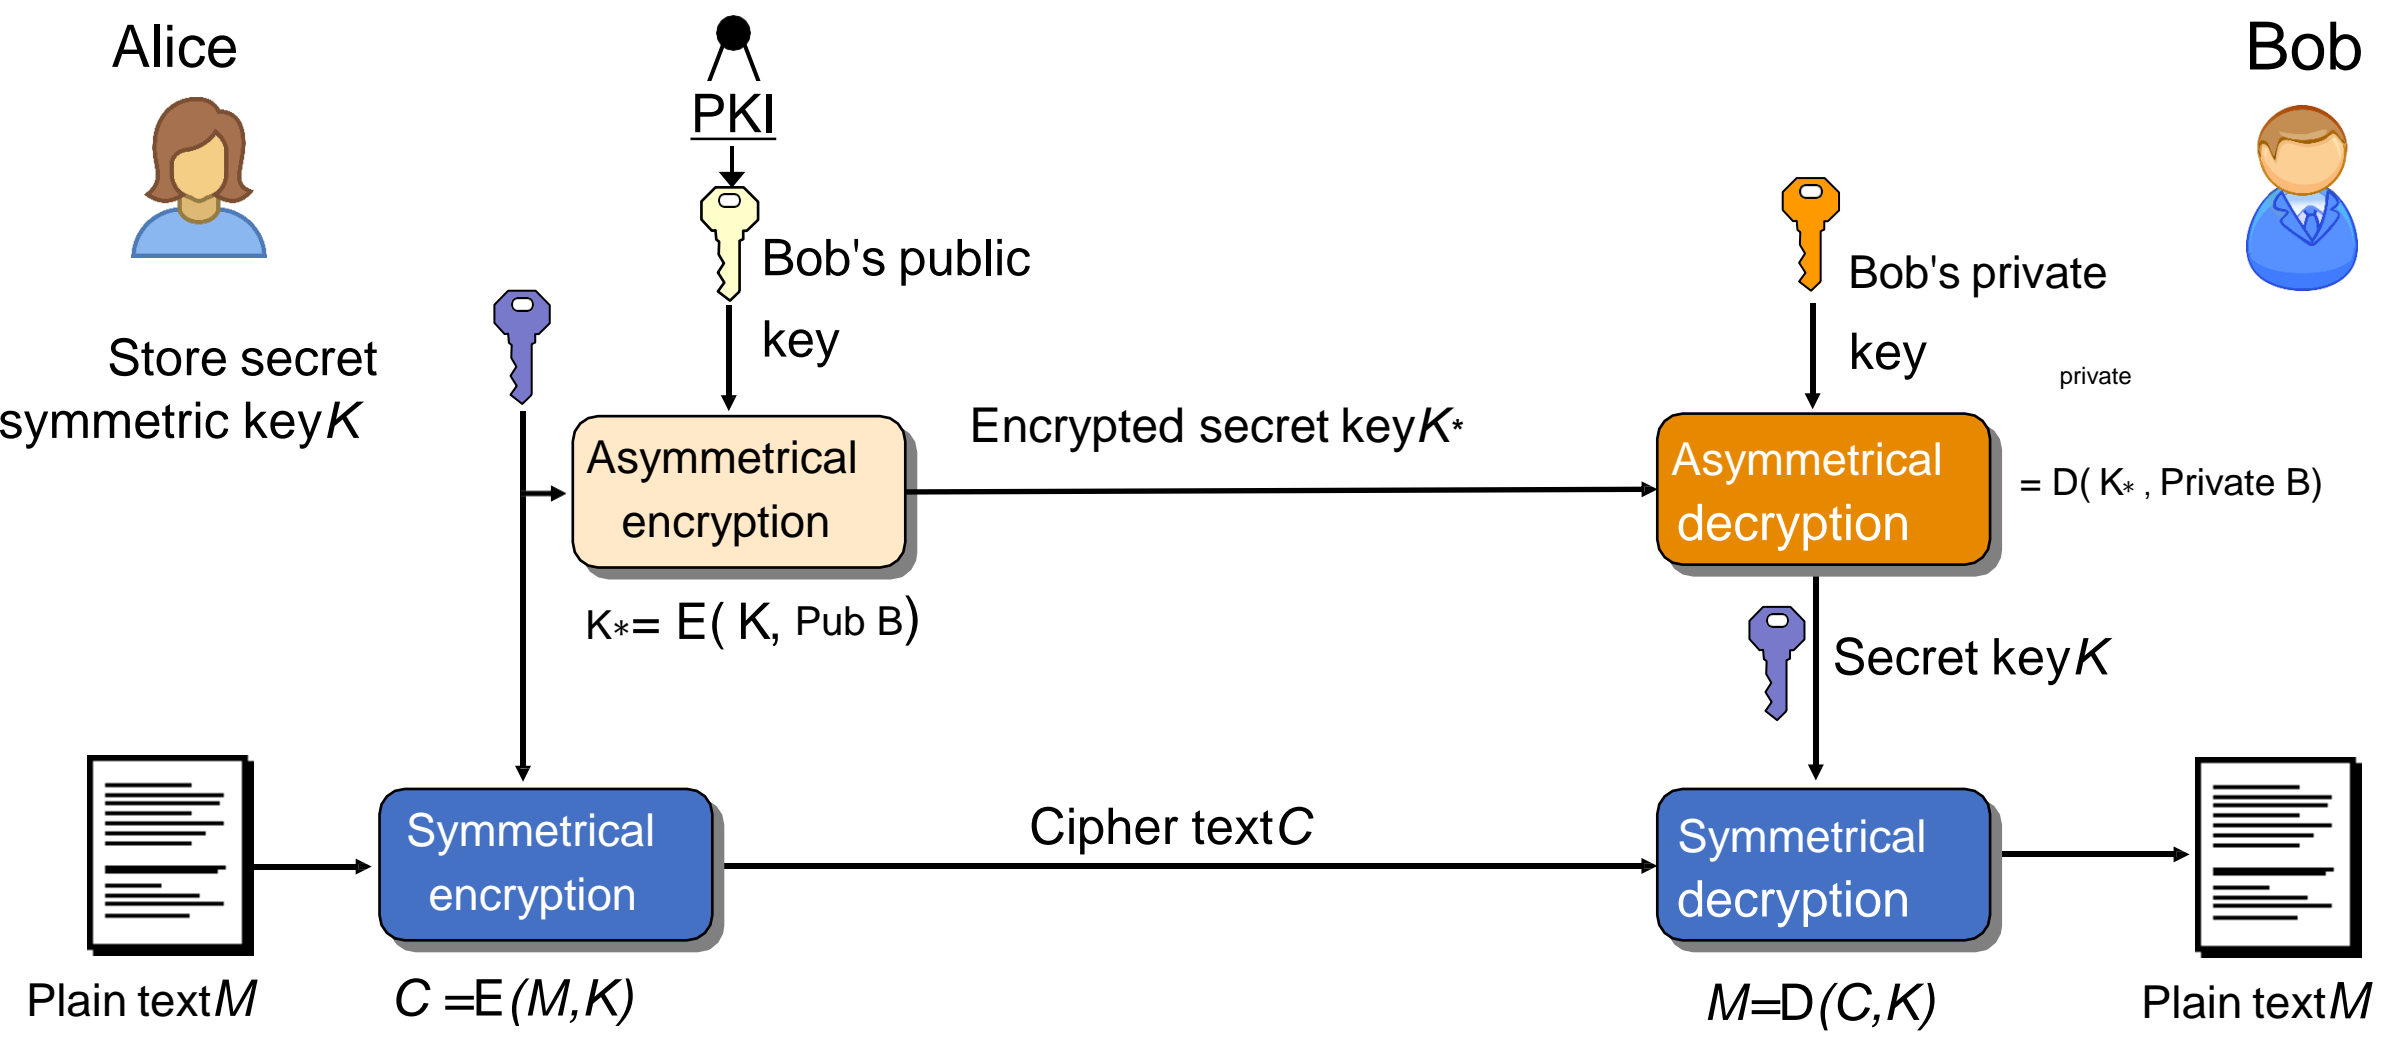 Alice
PKI
Bob
Bob's public
key
Bob's private
key
Store secret
symmetric key K
private
Encrypted secret key K*
Asymmetrical
encryption
Asymmetrical
decryption
= D( K* , Private B)
K*= E( K, Pub B)
Secret key K
Symmetrical
encryption
Cipher text C
Symmetrical
decryption
Plain text M
C =E(M,K)
M=D(C,K)
Plain text M